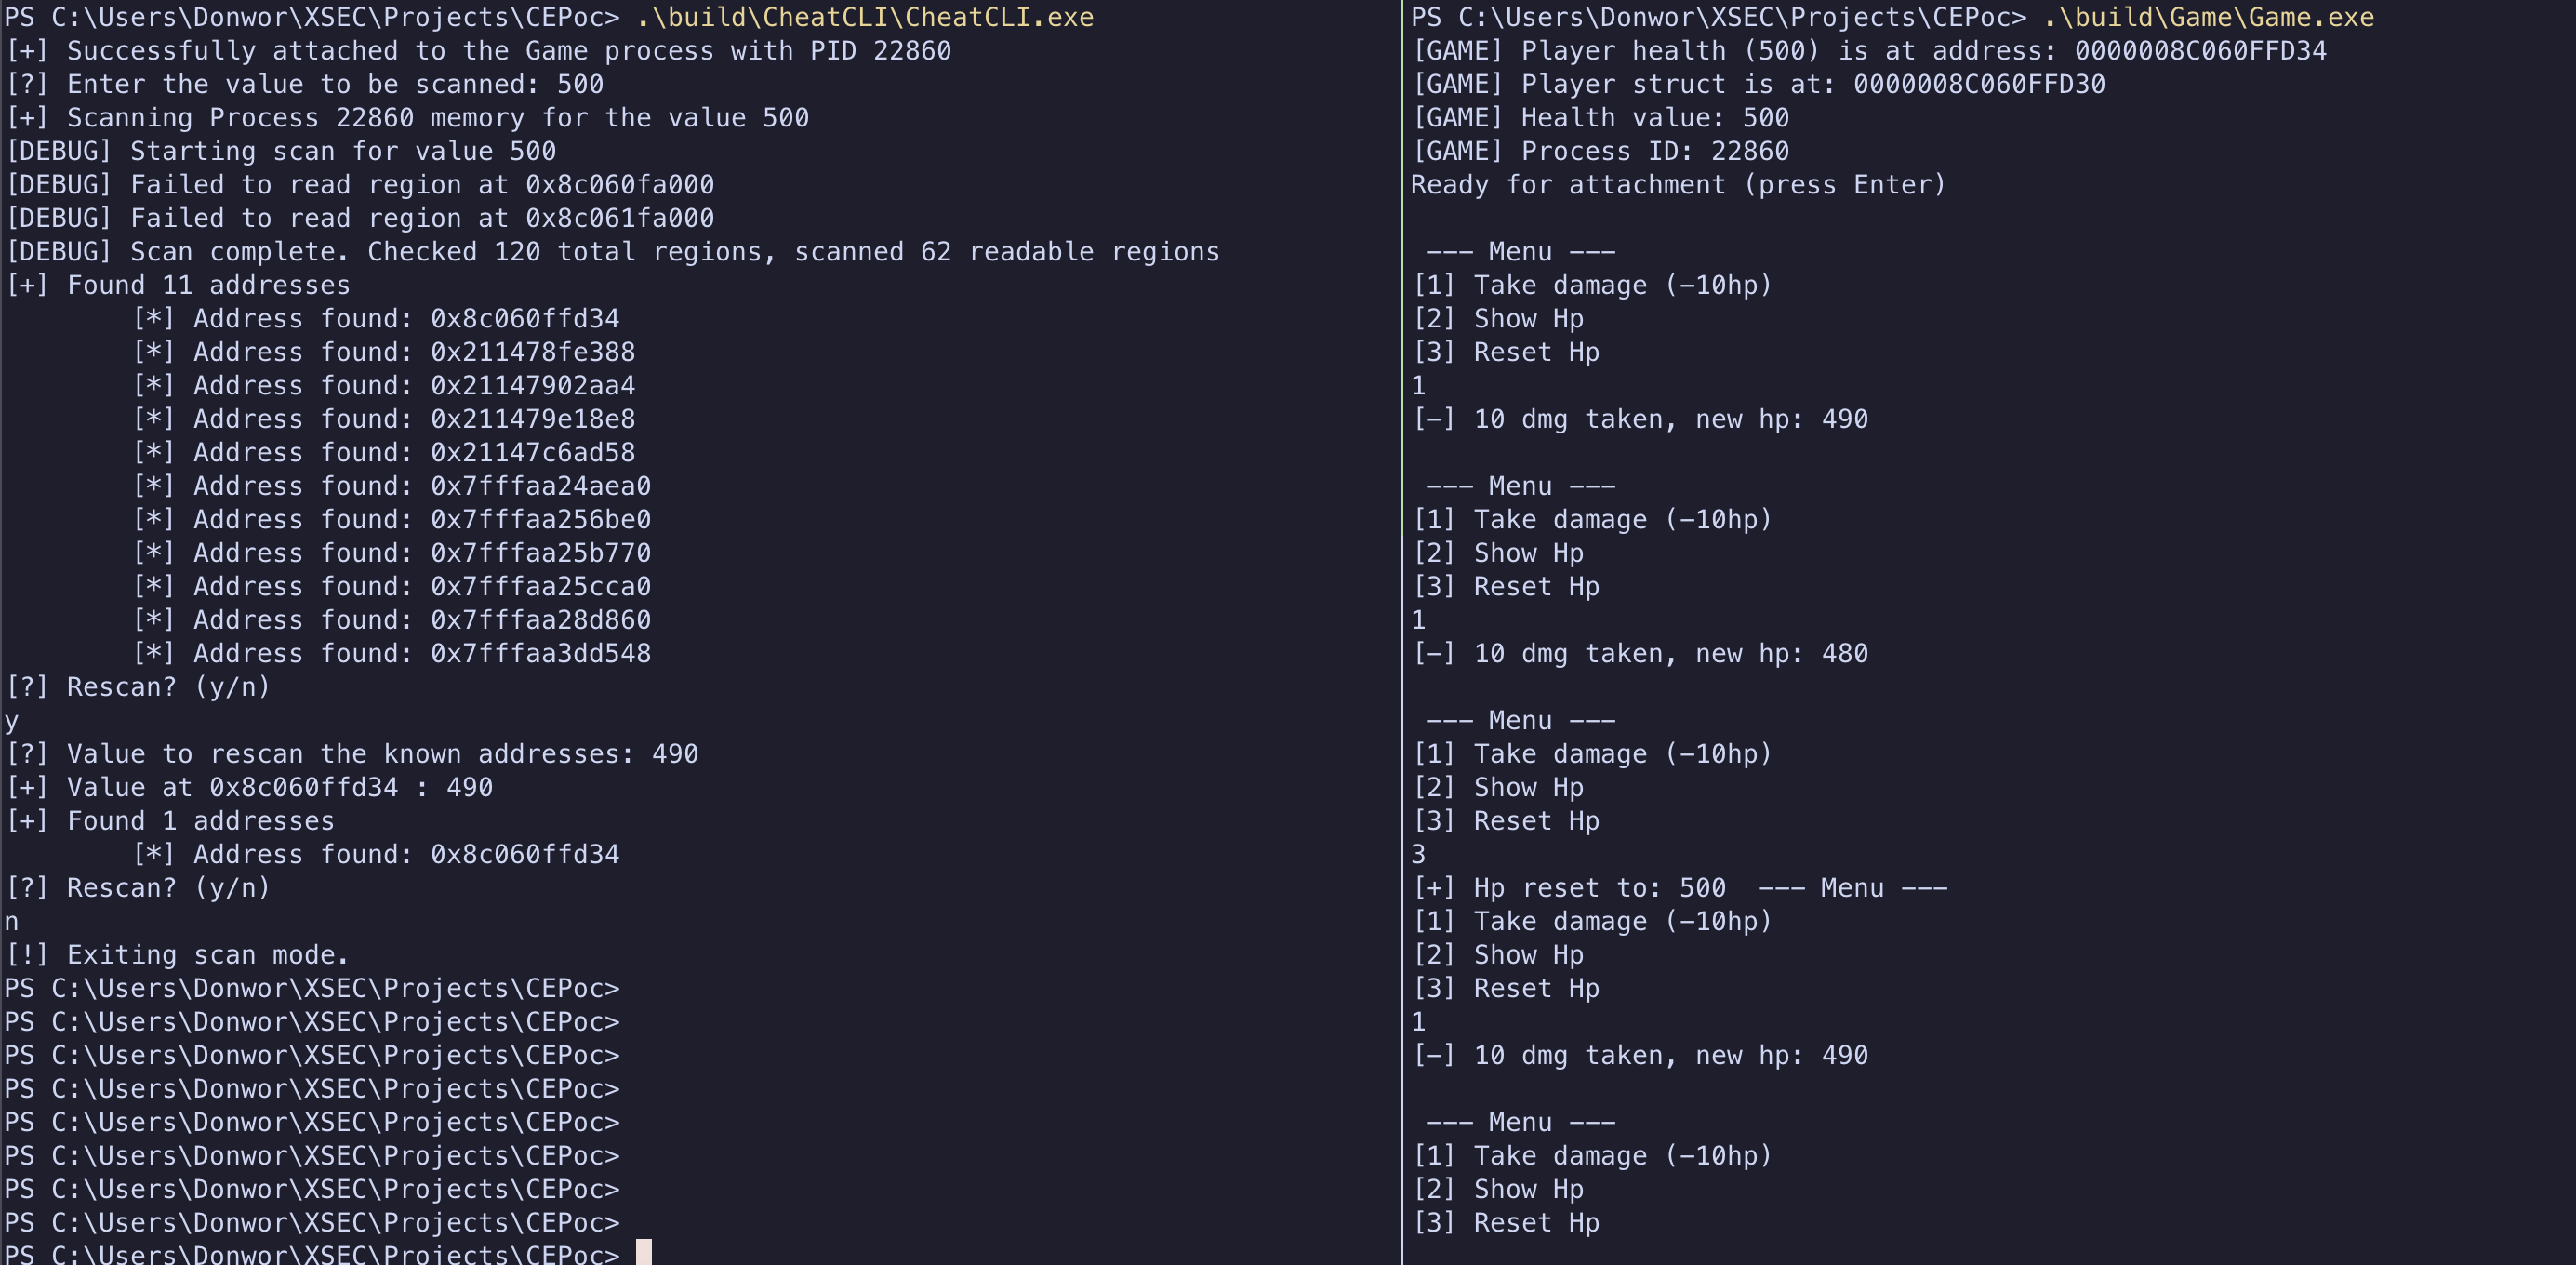 PS C:\Users\Donwor\XSEC\Projects\CEPoc> .\build\CheatCLI\CheatCLI.exe
[+] Successfully attached to the Game process with PID 22860
[?] Enter the value to be scanned: 500
[+] Scanning Process 22860 memory for the value 500
[DEBUG] Starting scan for value 500
[DEBUG] Failed to read region at 0x8c060fa000
[DEBUG] Failed to read region at 0x8c061fa000
[DEBUG] Scan complete. Checked 120 total regions, scanned 62 readable regions
[+] Found 11 addresses
[*] Address found: 0x8c060ffd34
[*] Address found: 0x211478fe388
[*] Address found: 0x21147902aa4
[*] Address found: 0x211479e18e8
[*] Address found: 0x21147c6ad58
[*] Address found: 0x7fffaa24aea0
[*] Address found: 0x7fffaa256be0
[*] Address found: 0x7fffaa25b770
[*] Address found: 0x7fffaa25cca0
[*] Address found: 0x7fffaa28d860
[*] Address found: 0x7fffaa3dd548
[?] Rescan? (y/n)
y
[?] Value to rescan the known addresses: 490
[+] Value at 0x8c060ffd34 : 490
[+] Found 1 addresses
[*] Address found: 0x8c060ffd34
[?] Rescan? (y/n)
n
[!] Exiting scan mode.
PS C:\Users\Donwor\XSEC\Projects\CEPoc>
PS C:\Users\Donwor\XSEC\Projects\CEPoc>
PS C:\Users\Donwor\XSEC\Projects\CEPoc>
PS C:\Users\Donwor\XSEC\Projects\CEPoc>
PS C:\Users\Donwor\XSEC\Projects\CEPoc>
PS C:\Users\Donwor\XSEC\Projects\CEPoc>
PS C:\Users\Donwor\XSEC\Projects\CEPoc>
PS C:\Users\Donwor\XSEC\Projects\CEPoc>
PS C:\Users\Donwor\XSEC\Projects\CEPoc>
PS C:\Users\Donwor\XSEC\Projects\CEPoc> .\build\Game\Game.exe
[GAME] Player health (500) is at address: 0000008C060FFD34
[GAME] Player struct is at: 0000008C060FFD30
[GAME] Health value: 500
[GAME] Process ID: 22860
Ready for attachment (press Enter)
--- Menu ---
[1] Take damage (-10hp)
[2] Show Hp
[3] Reset Hp
1
[-] 10 dmg taken, new hp: 490
--- Menu ---
[1] Take damage (-10hp)
[2] Show Hp
[3] Reset Hp
1
[-] 10 dmg taken, new hp: 480
--- Menu ---
[1] Take damage (-10hp)
[2] Show Hp
[3] Reset Hp
3
[+] Hp reset to: 500  --- Menu ---
[1] Take damage (-10hp)
[2] Show Hp
[3] Reset Hp
1
[-] 10 dmg taken, new hp: 490
--- Menu ---
[1] Take damage (-10hp)
[2] Show Hp
[3] Reset Hp